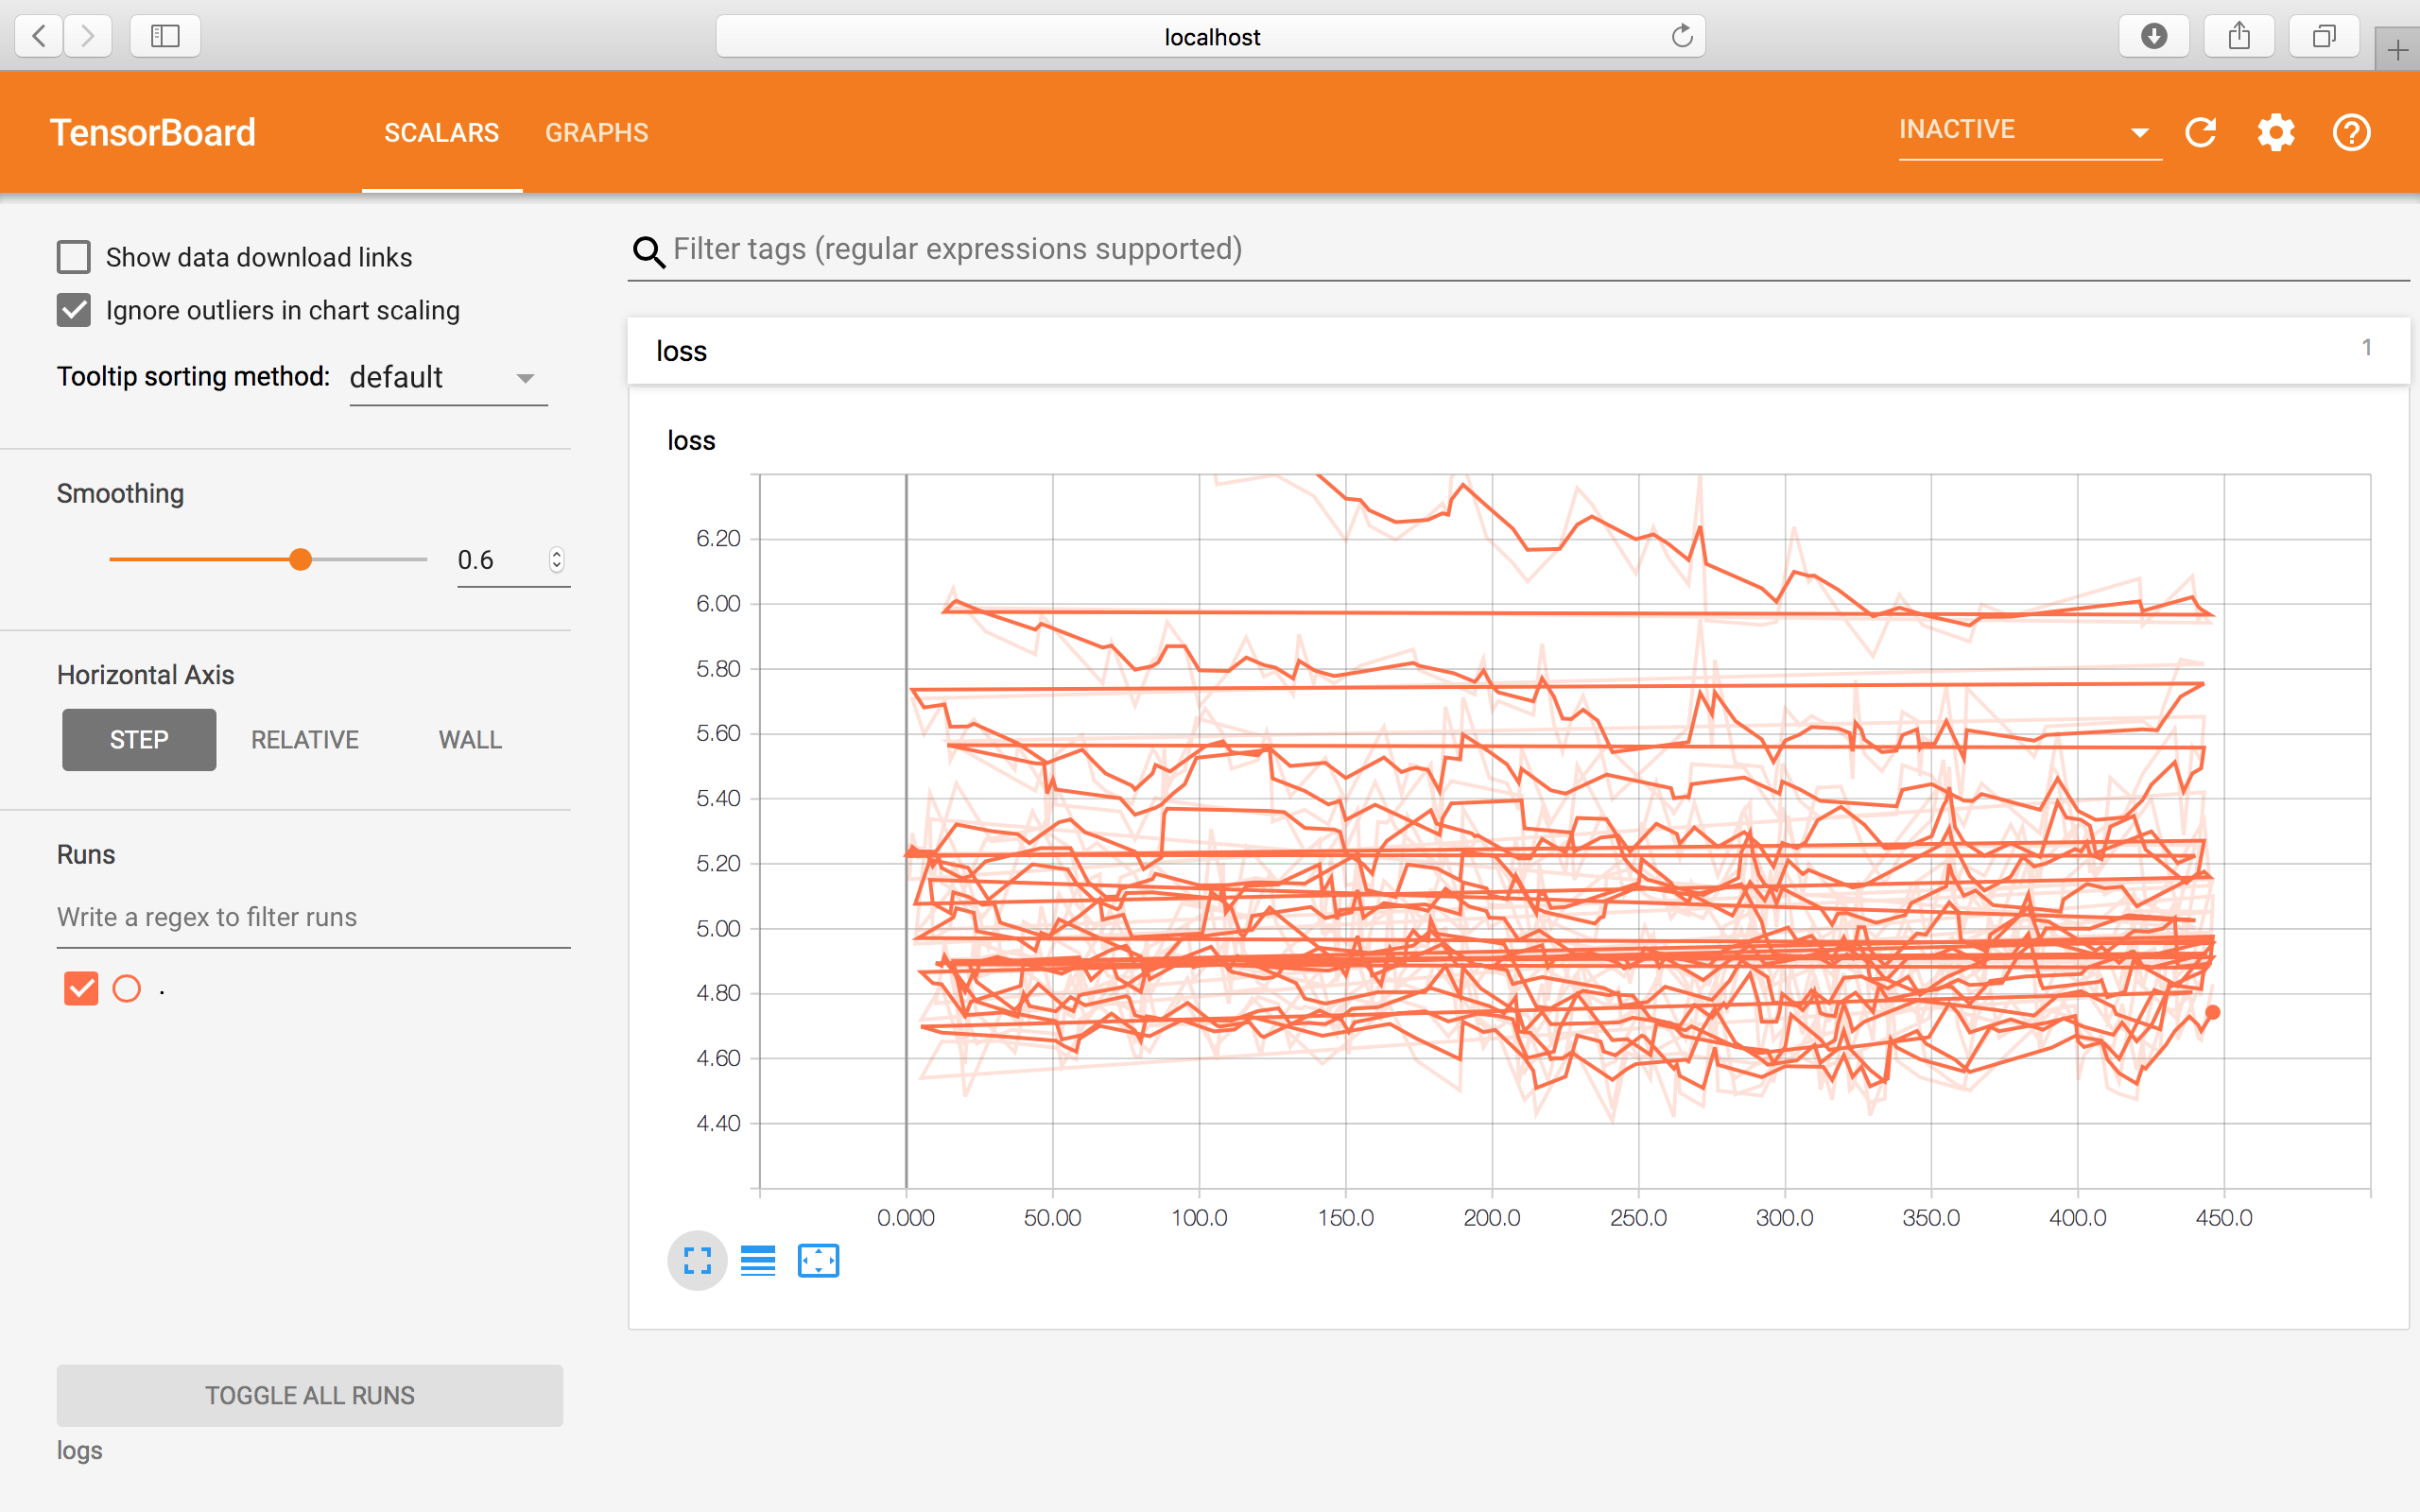 localhost
TensorBoard SCALARS GRAPHS INACTIVE
Show data download links
Ignore outliers in chart scaling
Tooltip sorting method: default
Smoothing
0.6
Horizontal Axis
STEP RELATIVE WALL
Runs
Write a regex to filter runs
.
TOGGLE ALL RUNS
logs
Filter tags (regular expressions supported)
loss 1
loss
6.20
6.00
5.80
5.60
5.40
5.20
5.00
4.80
4.60
4.40
0.000 50.00 100.0 150.0 200.0 250.0 300.0 350.0 400.0 450.0